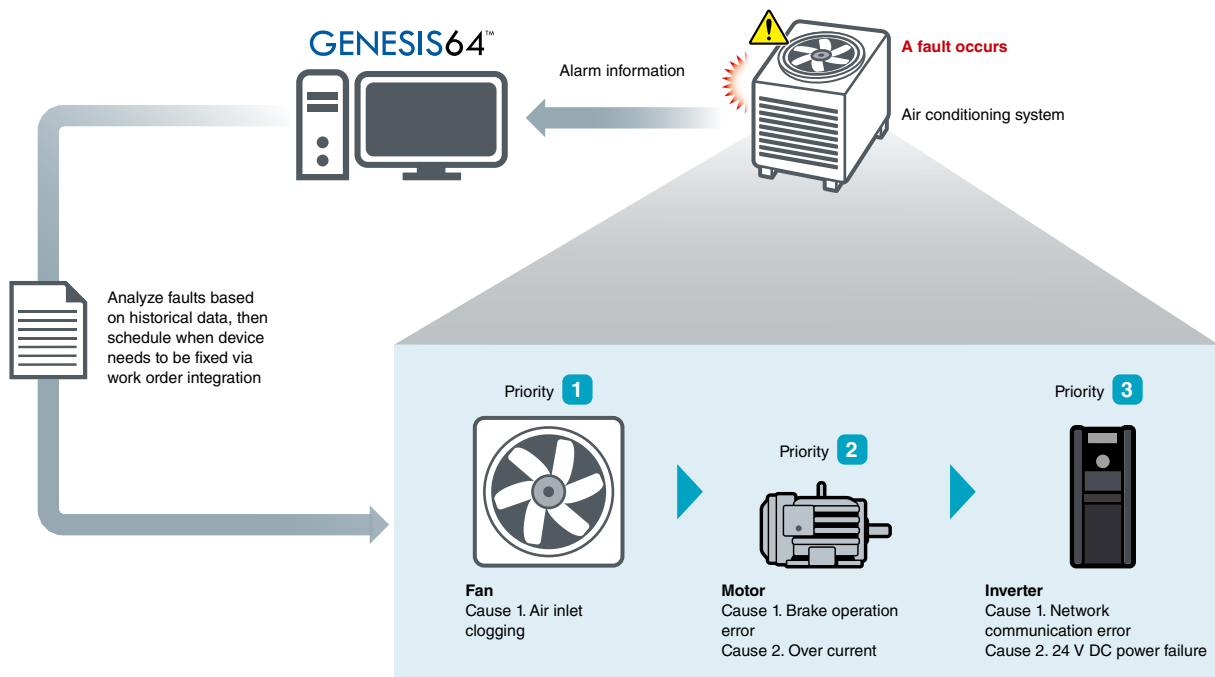 GENESIS64™
Alarm information
A fault occurs
Air conditioning system
Analyze faults based
on historical data, then
schedule when device
needs to be fixed via
work order integration
Priority 1
Fan
Cause 1. Air inlet
clogging
Priority 2
Motor
Cause 1. Brake operation
error
Cause 2. Over current
Priority 3
Inverter
Cause 1. Network
communication error
Cause 2. 24 V DC power failure